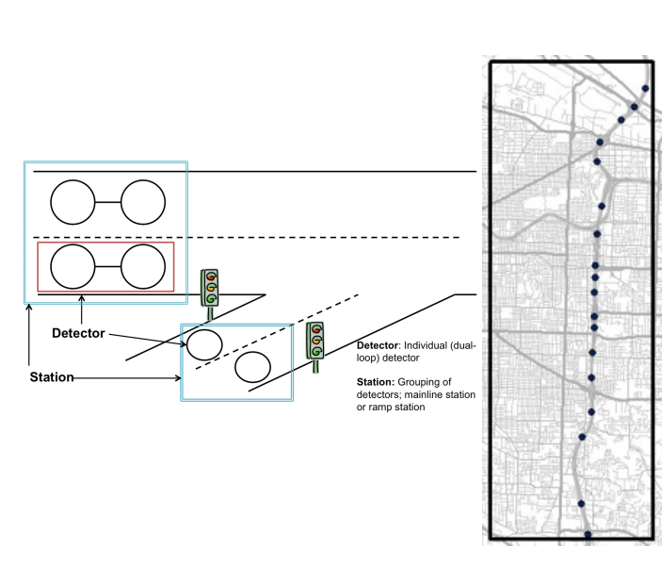 Detector
Station
Detector: Individual (dual-
loop) detector
Station: Grouping of
detectors; mainline station
or ramp station